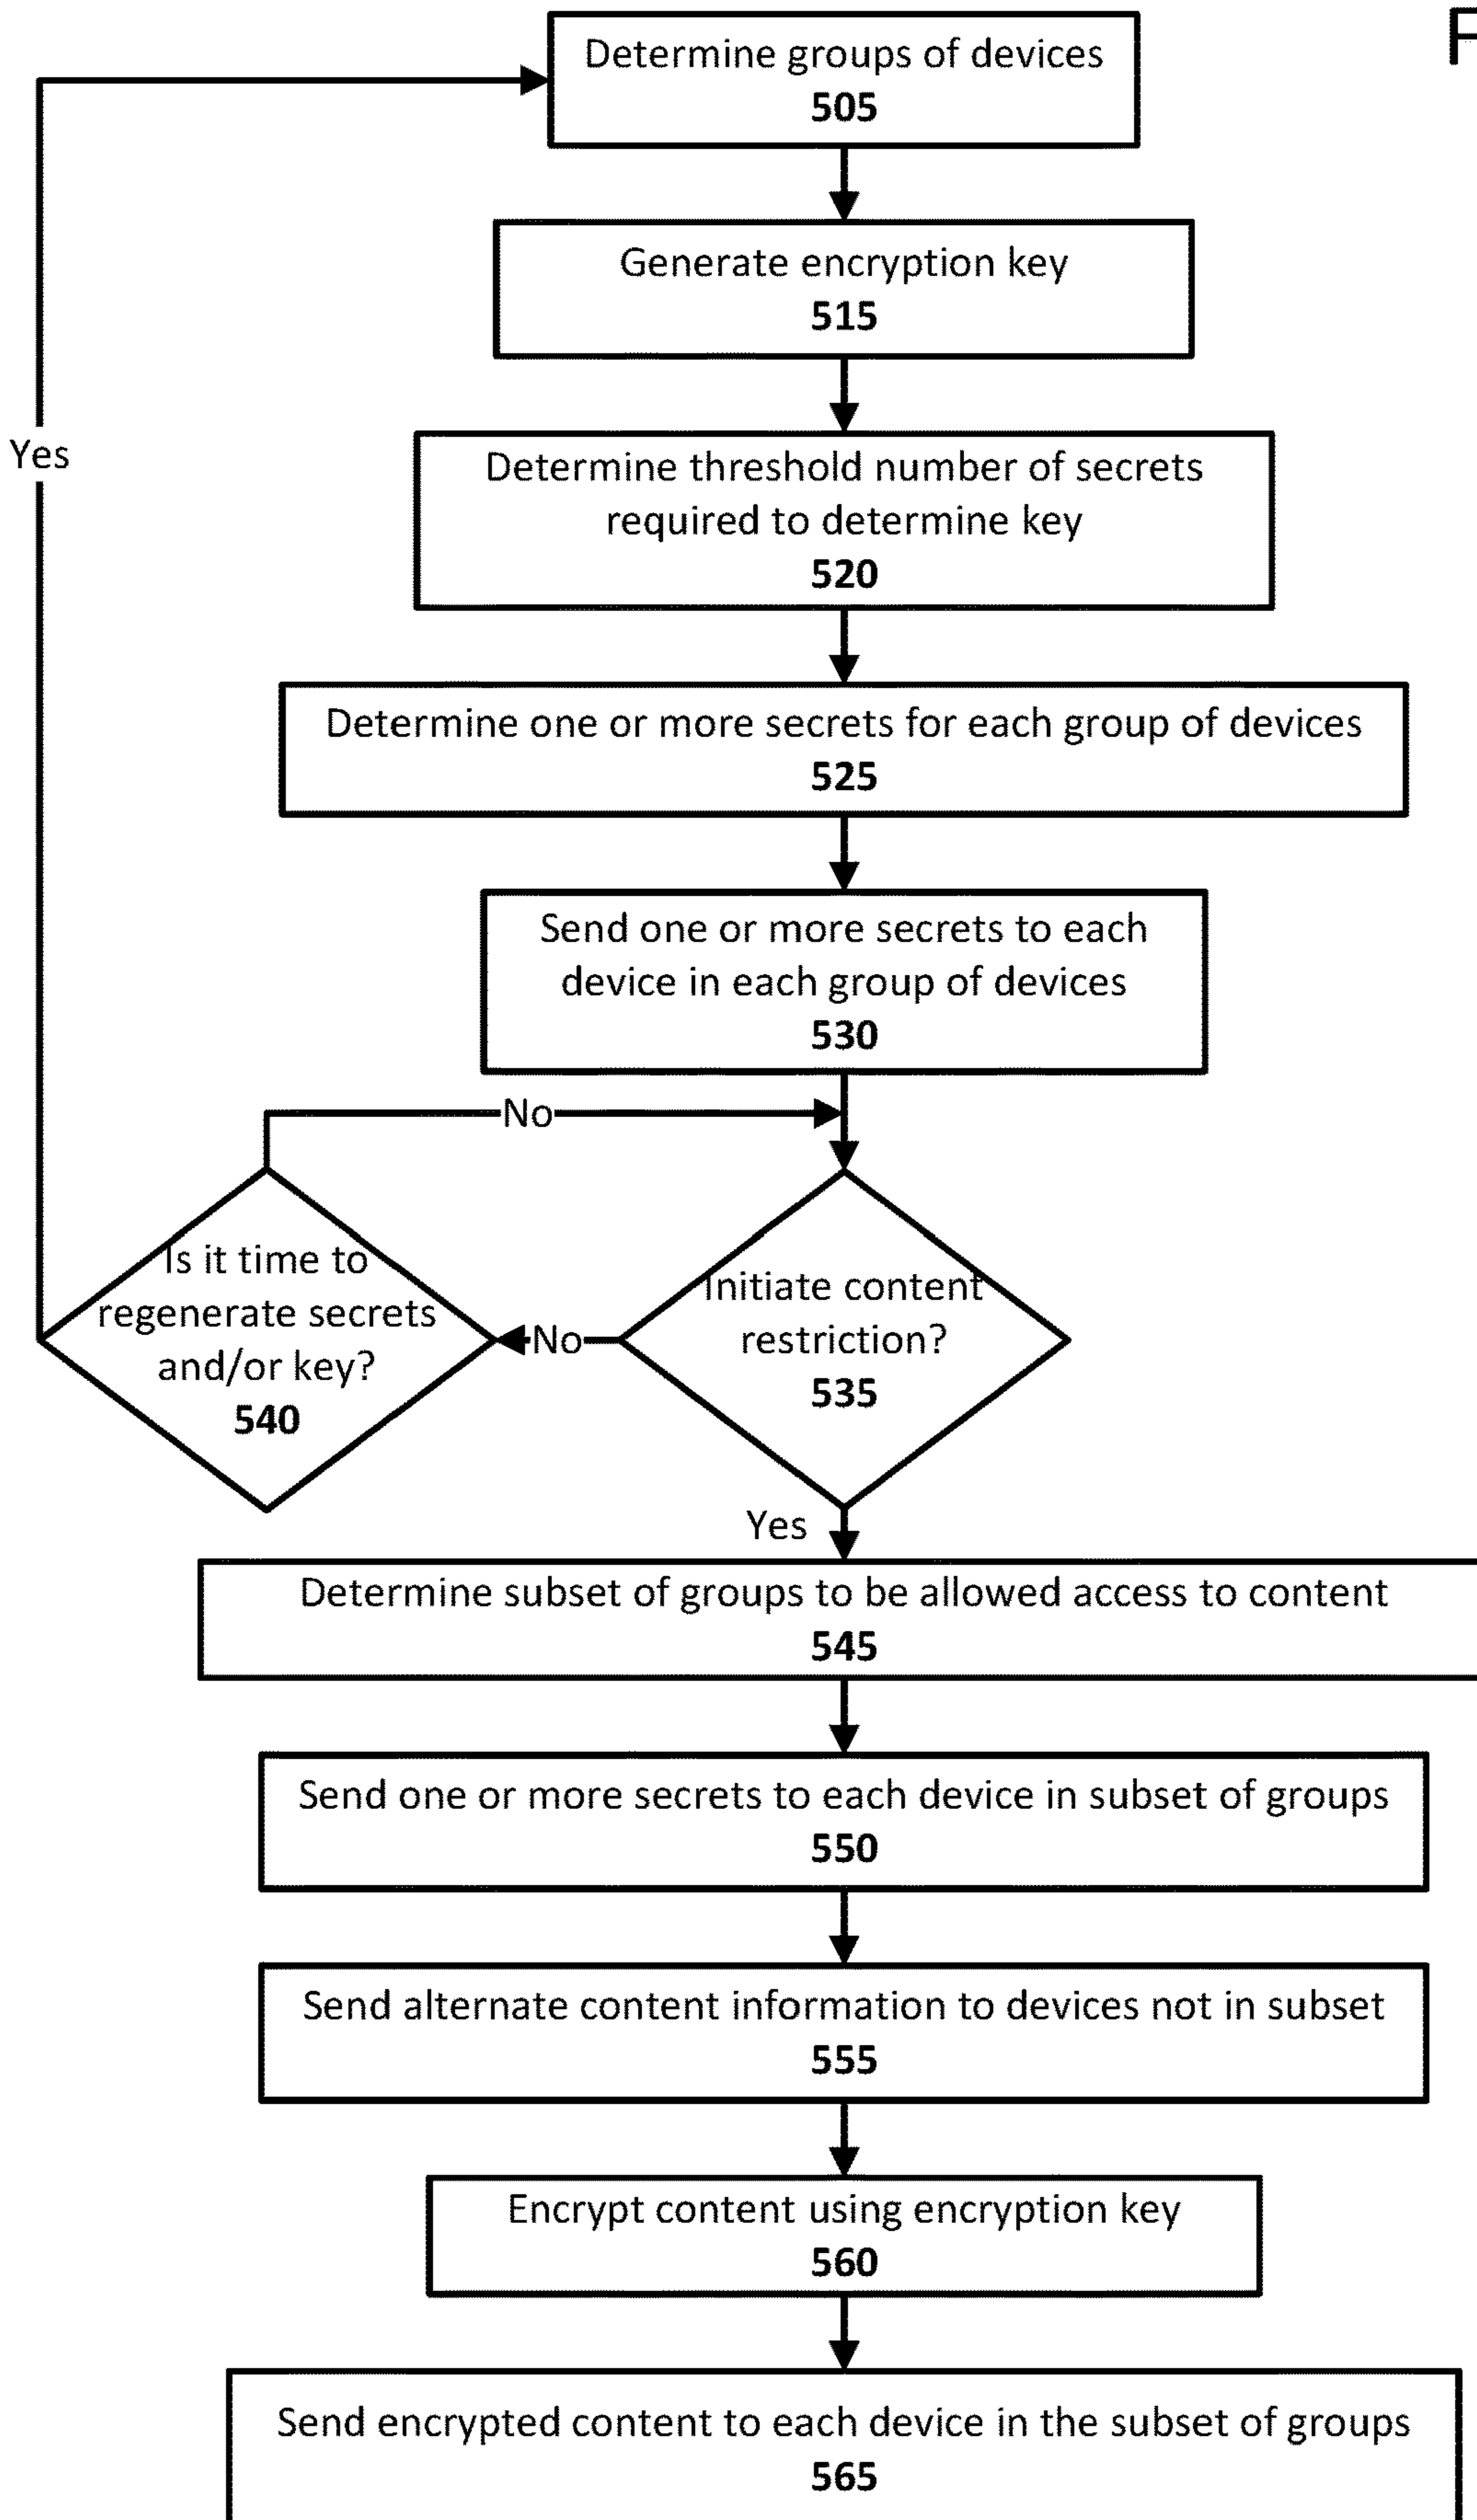 F
Determine groups of devices
505
Generate encryption key
515
Yes
Determine threshold number of secrets
required to determine key
520
Determine one or more secrets for each group of devices
525
Send one or more secrets to each
device in each group of devices
530
No
Is it time to
regenerate secrets
and/or key?
540
No
Initiate content
restriction?
535
Yes
Determine subset of groups to be allowed access to content
545
Send one or more secrets to each device in subset of groups
550
Send alternate content information to devices not in subset
555
Encrypt content using encryption key
560
Send encrypted content to each device in the subset of groups
565